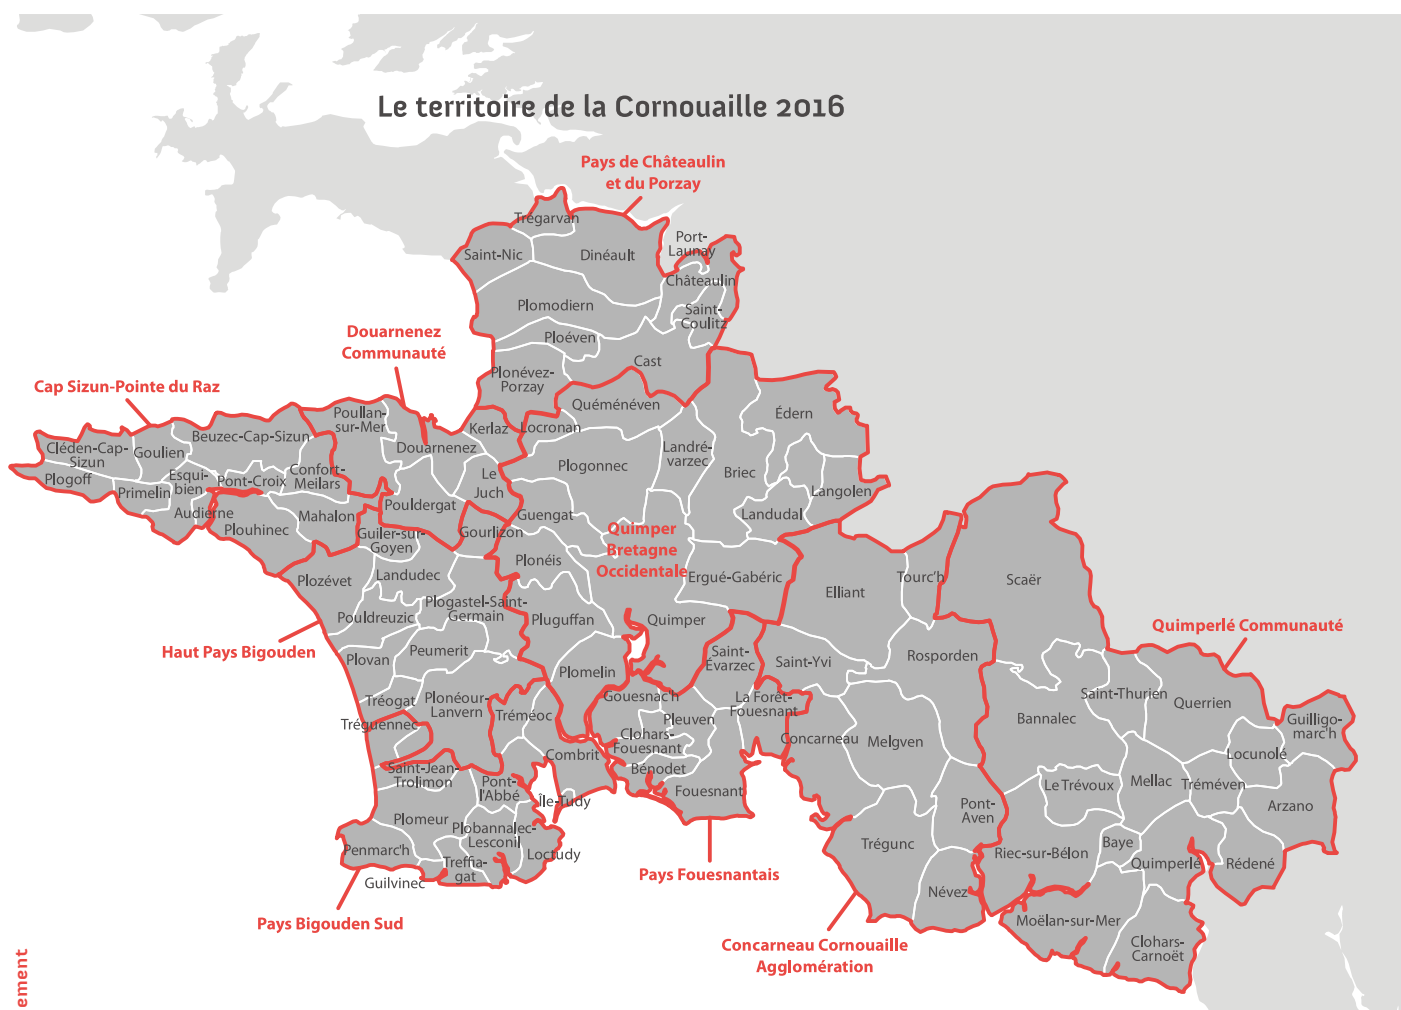 Le territoire de la Cornouaille 2016
Pays de Châteaulin
et du Porzay
Trégarvan
Port-
Launay
Saint-Nic
Dinéault
Châteaulin
Plomodiern
Saint-
Coulitz
Douarnenez
Communauté
Ploéven
Cast
Plonévez-
Porzay
Cap Sizun-Pointe du Raz
Quéménéven
Édern
Poullan-
sur-Mer
Kerlaz
Locronan
Beuzec-Cap-Sizun
Cléden-Cap-
Sizun
Goulien
Douarnenez
Landré-
varzec
Plogonnec
Briec
Plogoff
Esqui-
bien
Pont-Croix
Confort-
Meilars
Le
Juch
Primelin
Langolen
Audierne
Mahalon
Pouldergat
Guengat
Landudal
Plouhinec
Guiler-sur-
Goyen
Gourlizon
Quimper
Bretagne
Occidentale
Plonéis
Ergué-Gabéric
Tourc'h
Scaër
Plozévet
Landudec
Elliant
Plogastel-Saint-
Germain
Pouldreuzic
Pluguffan
Quimper
Quimperlé Communauté
Haut Pays Bigouden
Plovan
Peumerit
Saint-
Évarzec
Saint-Yvi
Rosporden
Plomelin
Tréogat
Plonéour-
Lanvern
Gouesnac'h
La Forêt-
Fouesnant
Saint-Thurien
Querrien
Tréguennec
Tréméoc
Pleuven
Bannalec
Guilligo-
marc'h
Clohars-
Fouesnant
Concarneau
Melgven
Locunolé
Combrit
Saint-Jean-
Trolimon
Bénodet
Pont-
l'Abbé
Île-Tudy
Fouesnant
Le Trévoux
Mellac
Tréméven
Arzano
Pont-
Aven
Plomeur
Plobannalec-
Lesconil
Penmarc'h
Loctudy
Trégunc
Riec-sur-Bélon
Baye
Quimperlé
Rédené
Treffia-
gat
Guilvinec
Pays Fouesnantais
Névez
Pays Bigouden Sud
Moëlan-sur-Mer
Concarneau Cornouaille
Agglomération
Clohars-
Carnoët
ement